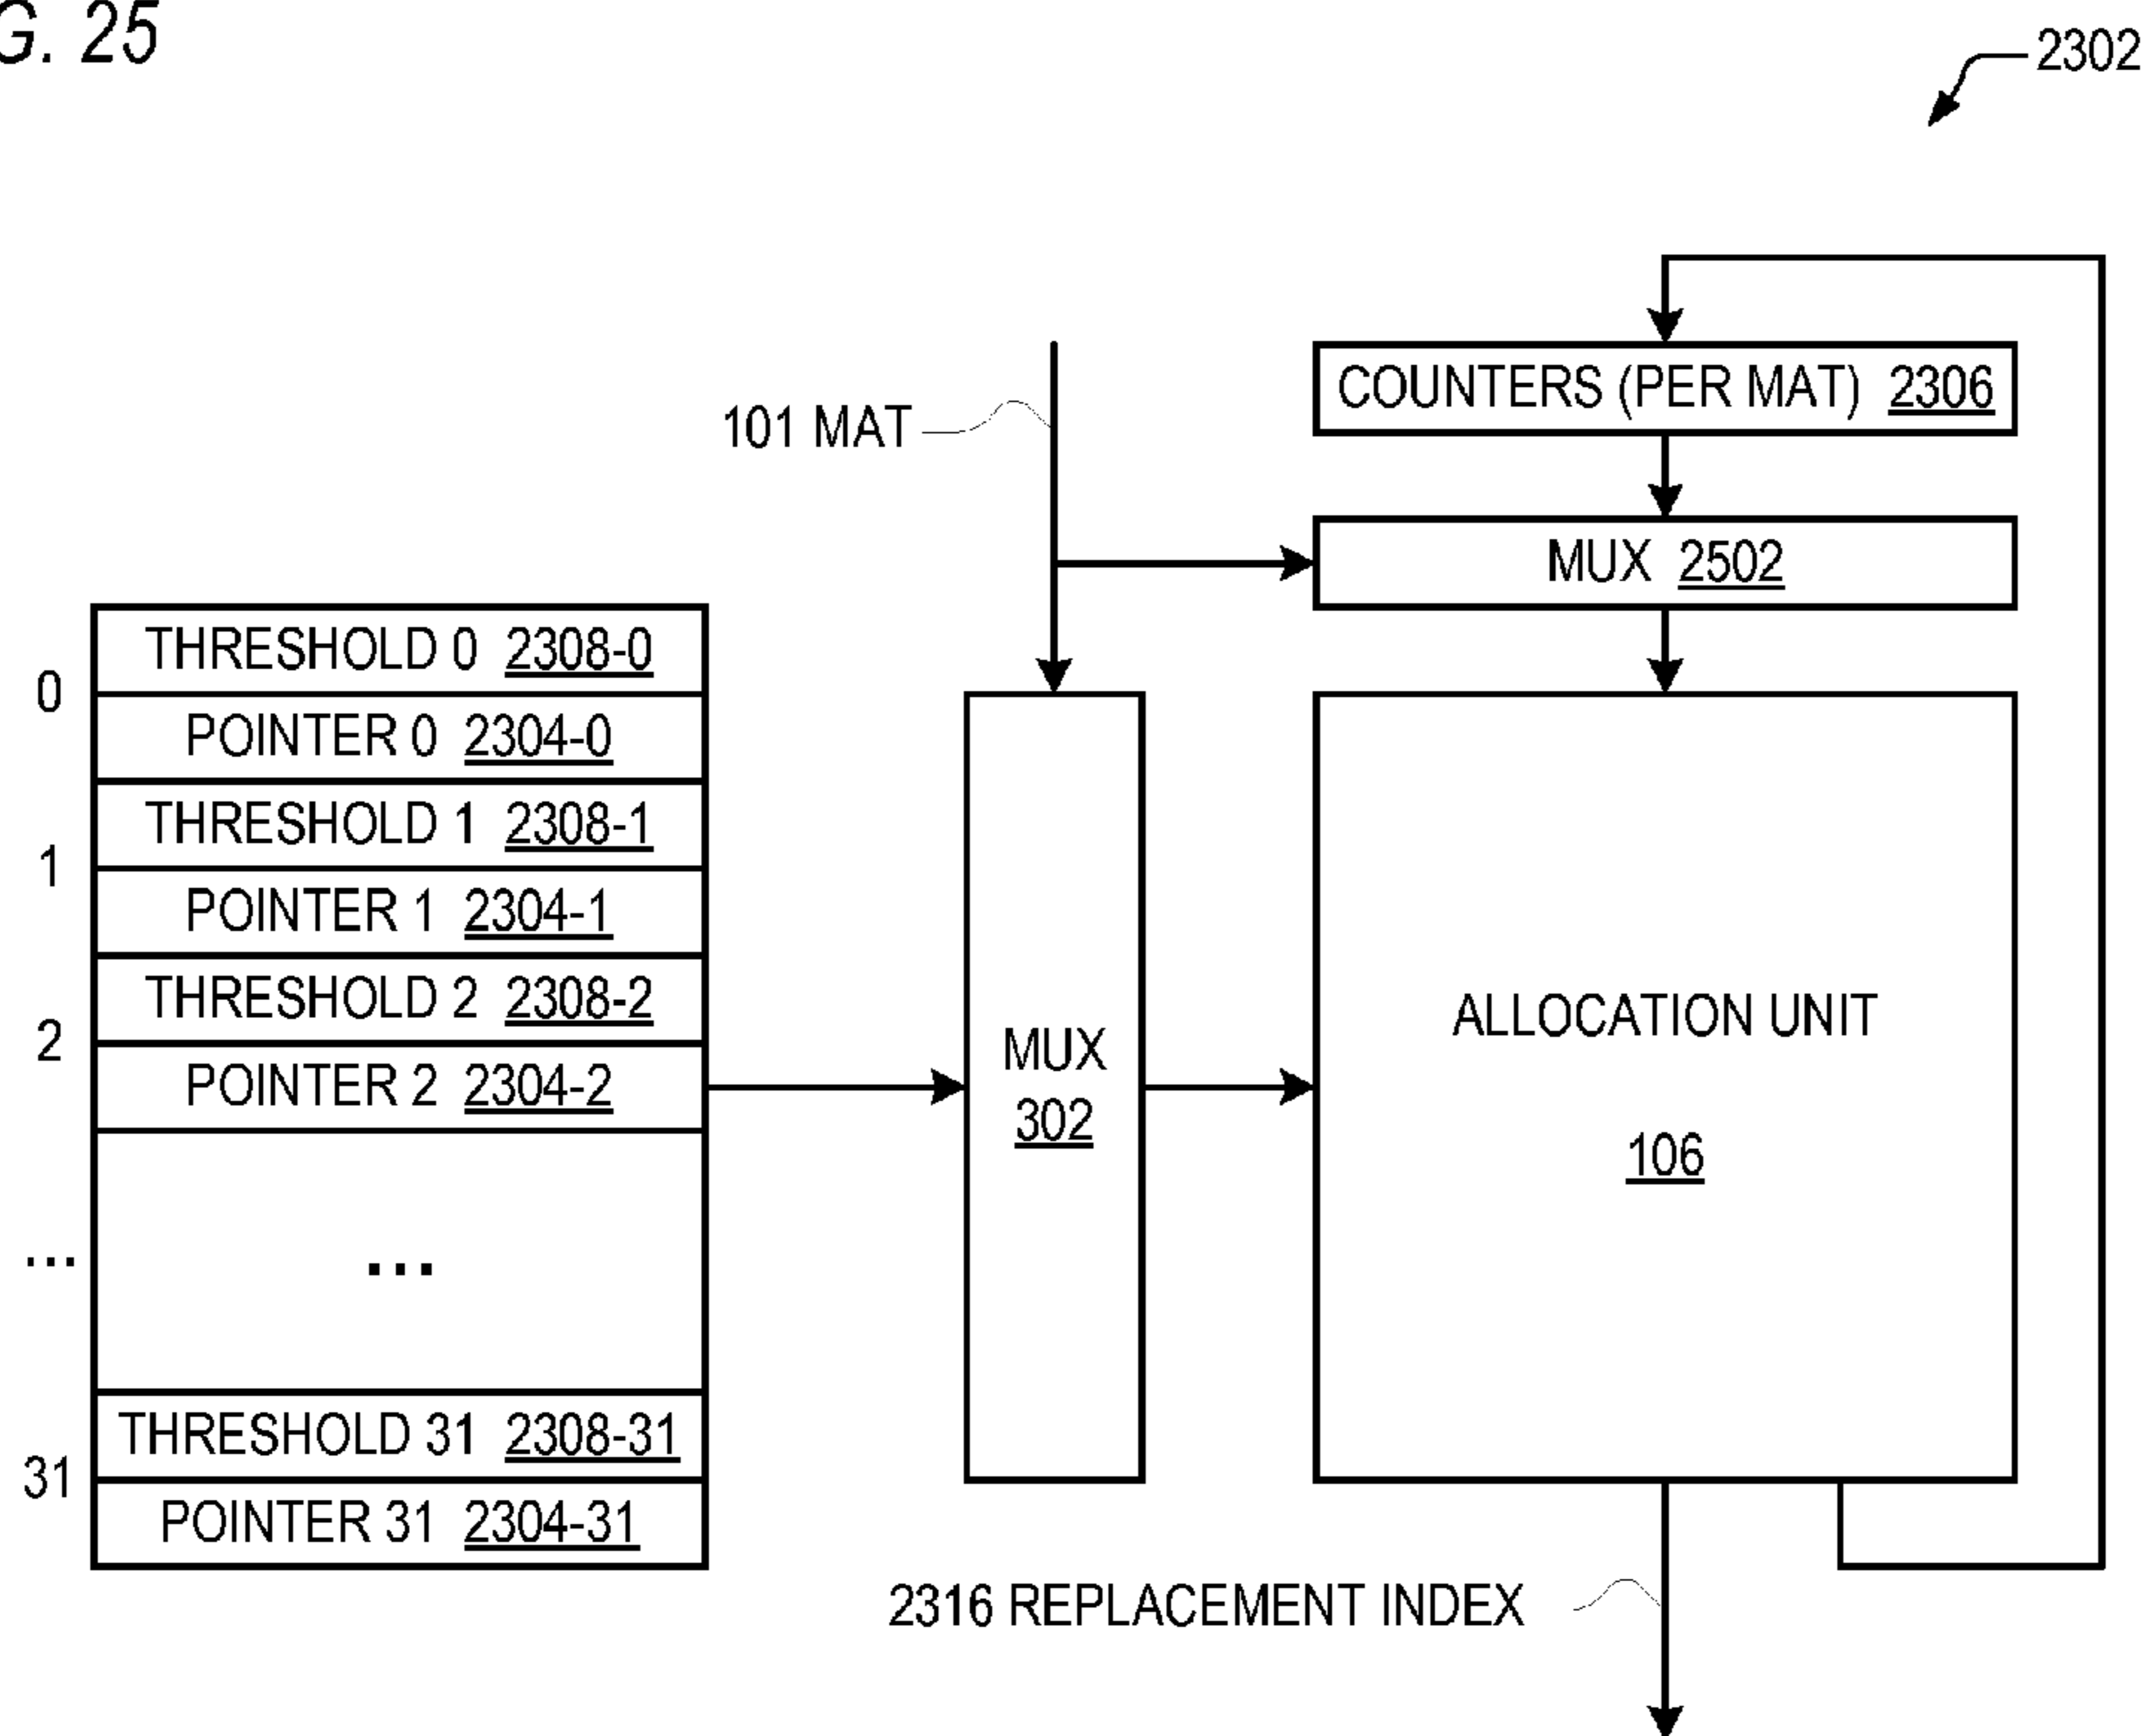 G. 25
2302
COUNTERS (PER MAT) 2306
101 MAT
MUX 2502
THRESHOLD 0 2308-0
0
POINTER 0 2304-0
THRESHOLD 1 2308-1
1
POINTER 1 2304-1
THRESHOLD 2 2308-2
2
POINTER 2 2304-2
...
...
THRESHOLD 31 2308-31
31
POINTER 31 2304-31
MUX
302
ALLOCATION UNIT
106
2316 REPLACEMENT INDEX